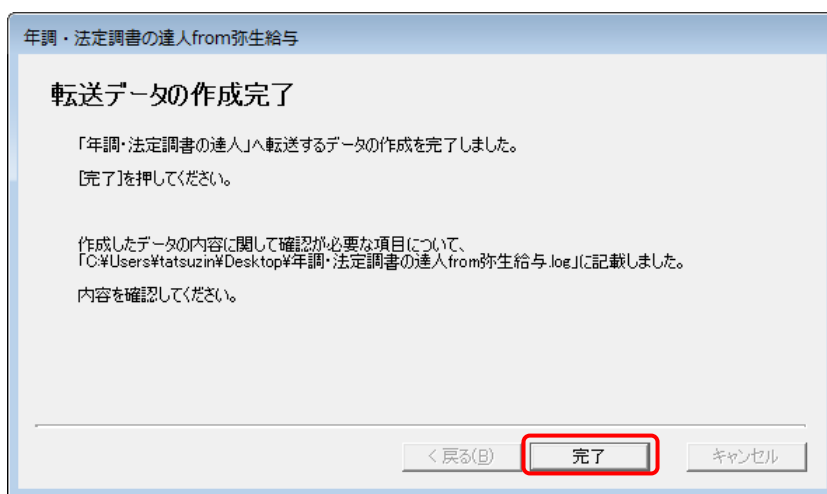 年調・法定調書の達人from弥生給与
転送データの作成完了
「年調・法定調書の達人」へ転送するデータの作成を完了しました。
[完了]を押してください。
作成したデータの内容に関して確認が必要な項目について、
「C:¥Users¥tatsuzin¥Desktop¥年調・法定調書の達人from弥生給与.log」に記載しました。
内容を確認してください。
< 戻る(B) 完了 キャンセル